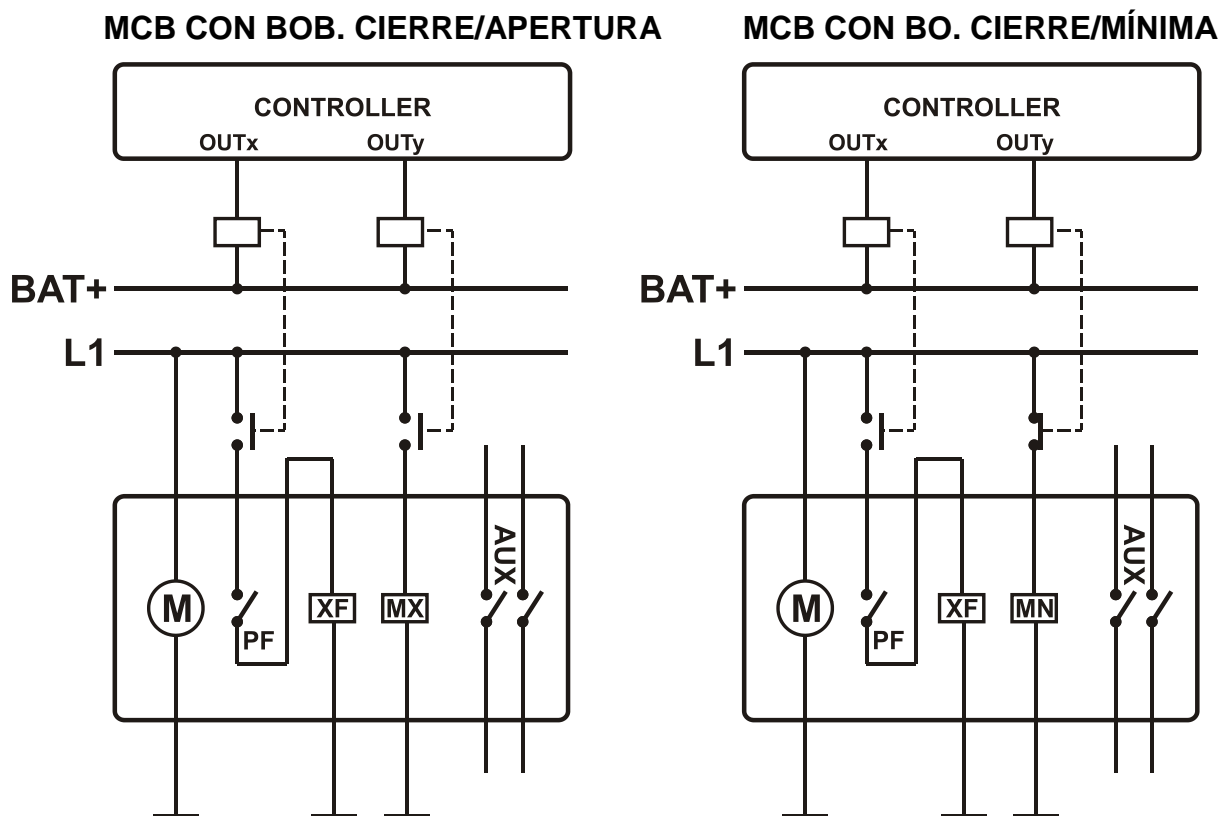 MCB CON BOB. CIERRE/APERTURA
CONTROLLER
OUTx OUTy
BAT+
L1
AUX
M
PF
XF
MX
MCB CON BO. CIERRE/MÍNIMA
CONTROLLER
OUTx OUTy
BAT+
L1
AUX
M
PF
XF
MN